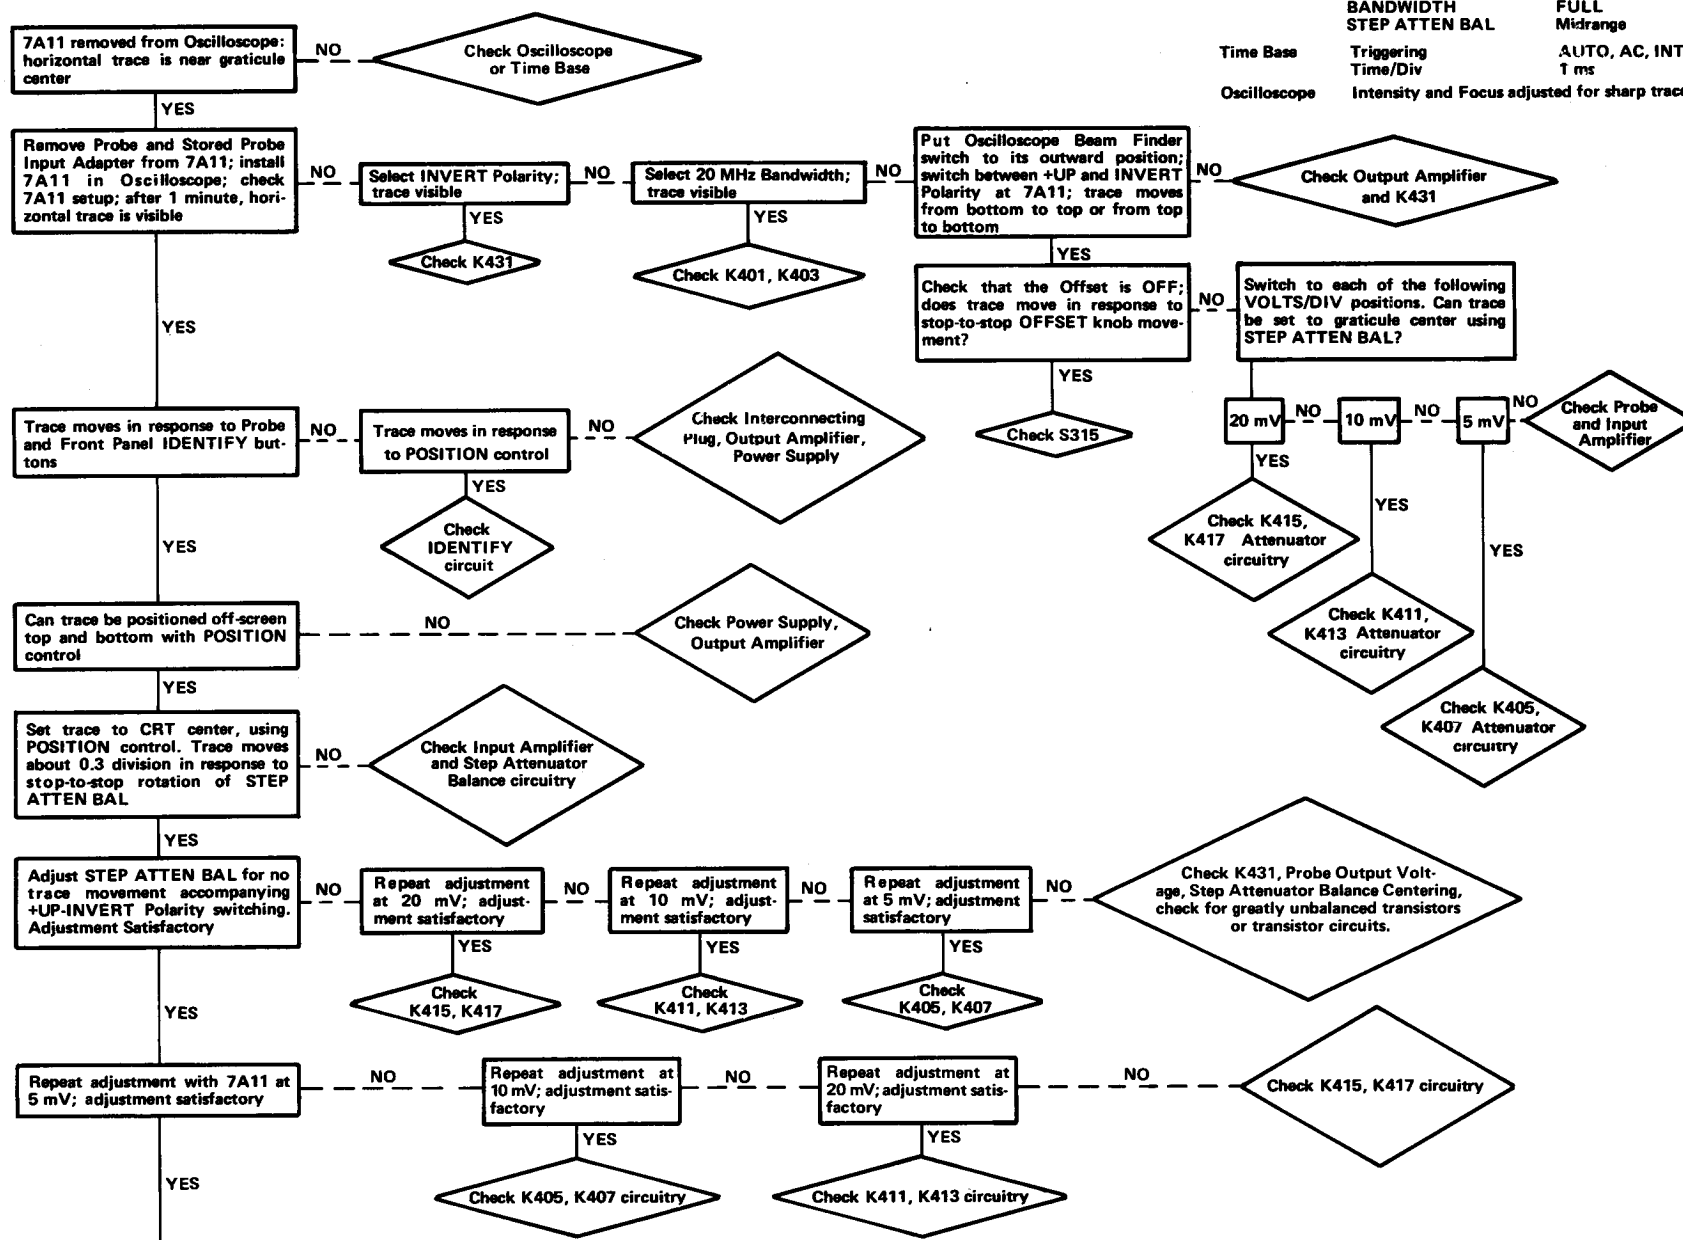 BANDWIDTH FULL
STEP ATTEN BAL Midrange
Time Base Triggering AUTO, AC, INT
Time/Div 1 ms
Oscilloscope Intensity and Focus adjusted for sharp trace
7A11 removed from Oscilloscope:
horizontal trace is near graticule
center
NO
Check Oscilloscope
or Time Base
YES
Remove Probe and Stored Probe
Input Adapter from 7A11; install
7A11 in Oscilloscope; check
7A11 setup; after 1 minute, hori-
zontal trace is visible
NO
Select INVERT Polarity;
trace visible
NO
Select 20 MHz Bandwidth;
trace visible
NO
Put Oscilloscope Beam Finder
switch to its outward position;
switch between +UP and INVERT
Polarity at 7A11; trace moves
from bottom to top or from top
to bottom
NO
Check Output Amplifier
and K431
YES
Check K431
YES
Check K401, K403
YES
Check that the Offset is OFF;
does trace move in response to
stop-to-stop OFFSET knob move-
ment?
NO
Switch to each of the following
VOLTS/DIV positions. Can trace
be set to graticule center using
STEP ATTEN BAL?
YES
Check S315
20 mV
NO
10 mV
NO
5 mV
NO
Check Probe
and Input
Amplifier
YES
Check K415,
K417 Attenuator
circuitry
YES
Check K411,
K413 Attenuator
circuitry
YES
Check K405,
K407 Attenuator
circuitry
YES
Trace moves in response to Probe
and Front Panel IDENTIFY but-
tons
NO
Trace moves in response
to POSITION control
NO
Check Interconnecting
Plug, Output Amplifier,
Power Supply
YES
Check
IDENTIFY
circuit
YES
Can trace be positioned off-screen
top and bottom with POSITION
control
NO
Check Power Supply,
Output Amplifier
YES
Set trace to CRT center, using
POSITION control. Trace moves
about 0.3 division in response to
stop-to-stop rotation of STEP
ATTEN BAL
NO
Check Input Amplifier
and Step Attenuator
Balance circuitry
YES
Adjust STEP ATTEN BAL for no
trace movement accompanying
+UP-INVERT Polarity switching.
Adjustment Satisfactory
NO
Repeat adjustment
at 20 mV; adjust-
ment satisfactory
NO
Repeat adjustment
at 10 mV; adjust-
ment satisfactory
NO
Repeat adjustment
at 5 mV; adjustment
satisfactory
NO
Check K431, Probe Output Volt-
age, Step Attenuator Balance Centering,
check for greatly unbalanced transistors
or transistor circuits.
YES
Check
K415, K417
YES
Check
K411, K413
YES
Check
K405, K407
YES
Repeat adjustment with 7A11 at
5 mV; adjustment satisfactory
NO
Repeat adjustment at
10 mV; adjustment satis-
factory
NO
Repeat adjustment at
20 mV; adjustment satis-
factory
NO
Check K415, K417 circuitry
YES
Check K405, K407 circuitry
YES
Check K411, K413 circuitry
YES